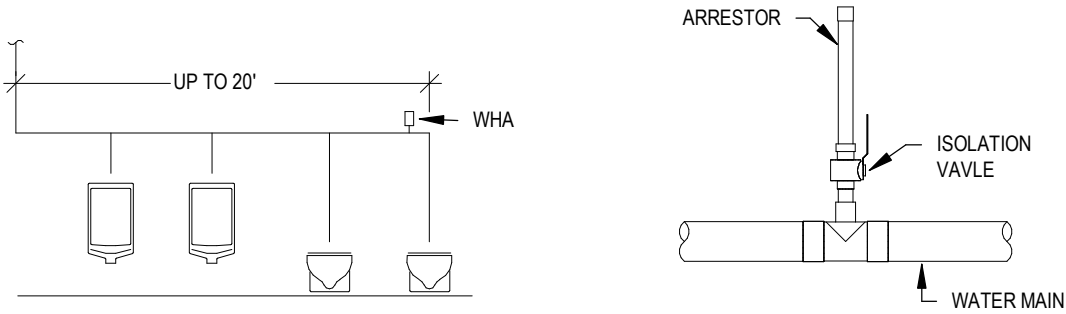 UP TO 20'
WHA
ARRESTOR
ISOLATION
VAVLE
WATER MAIN